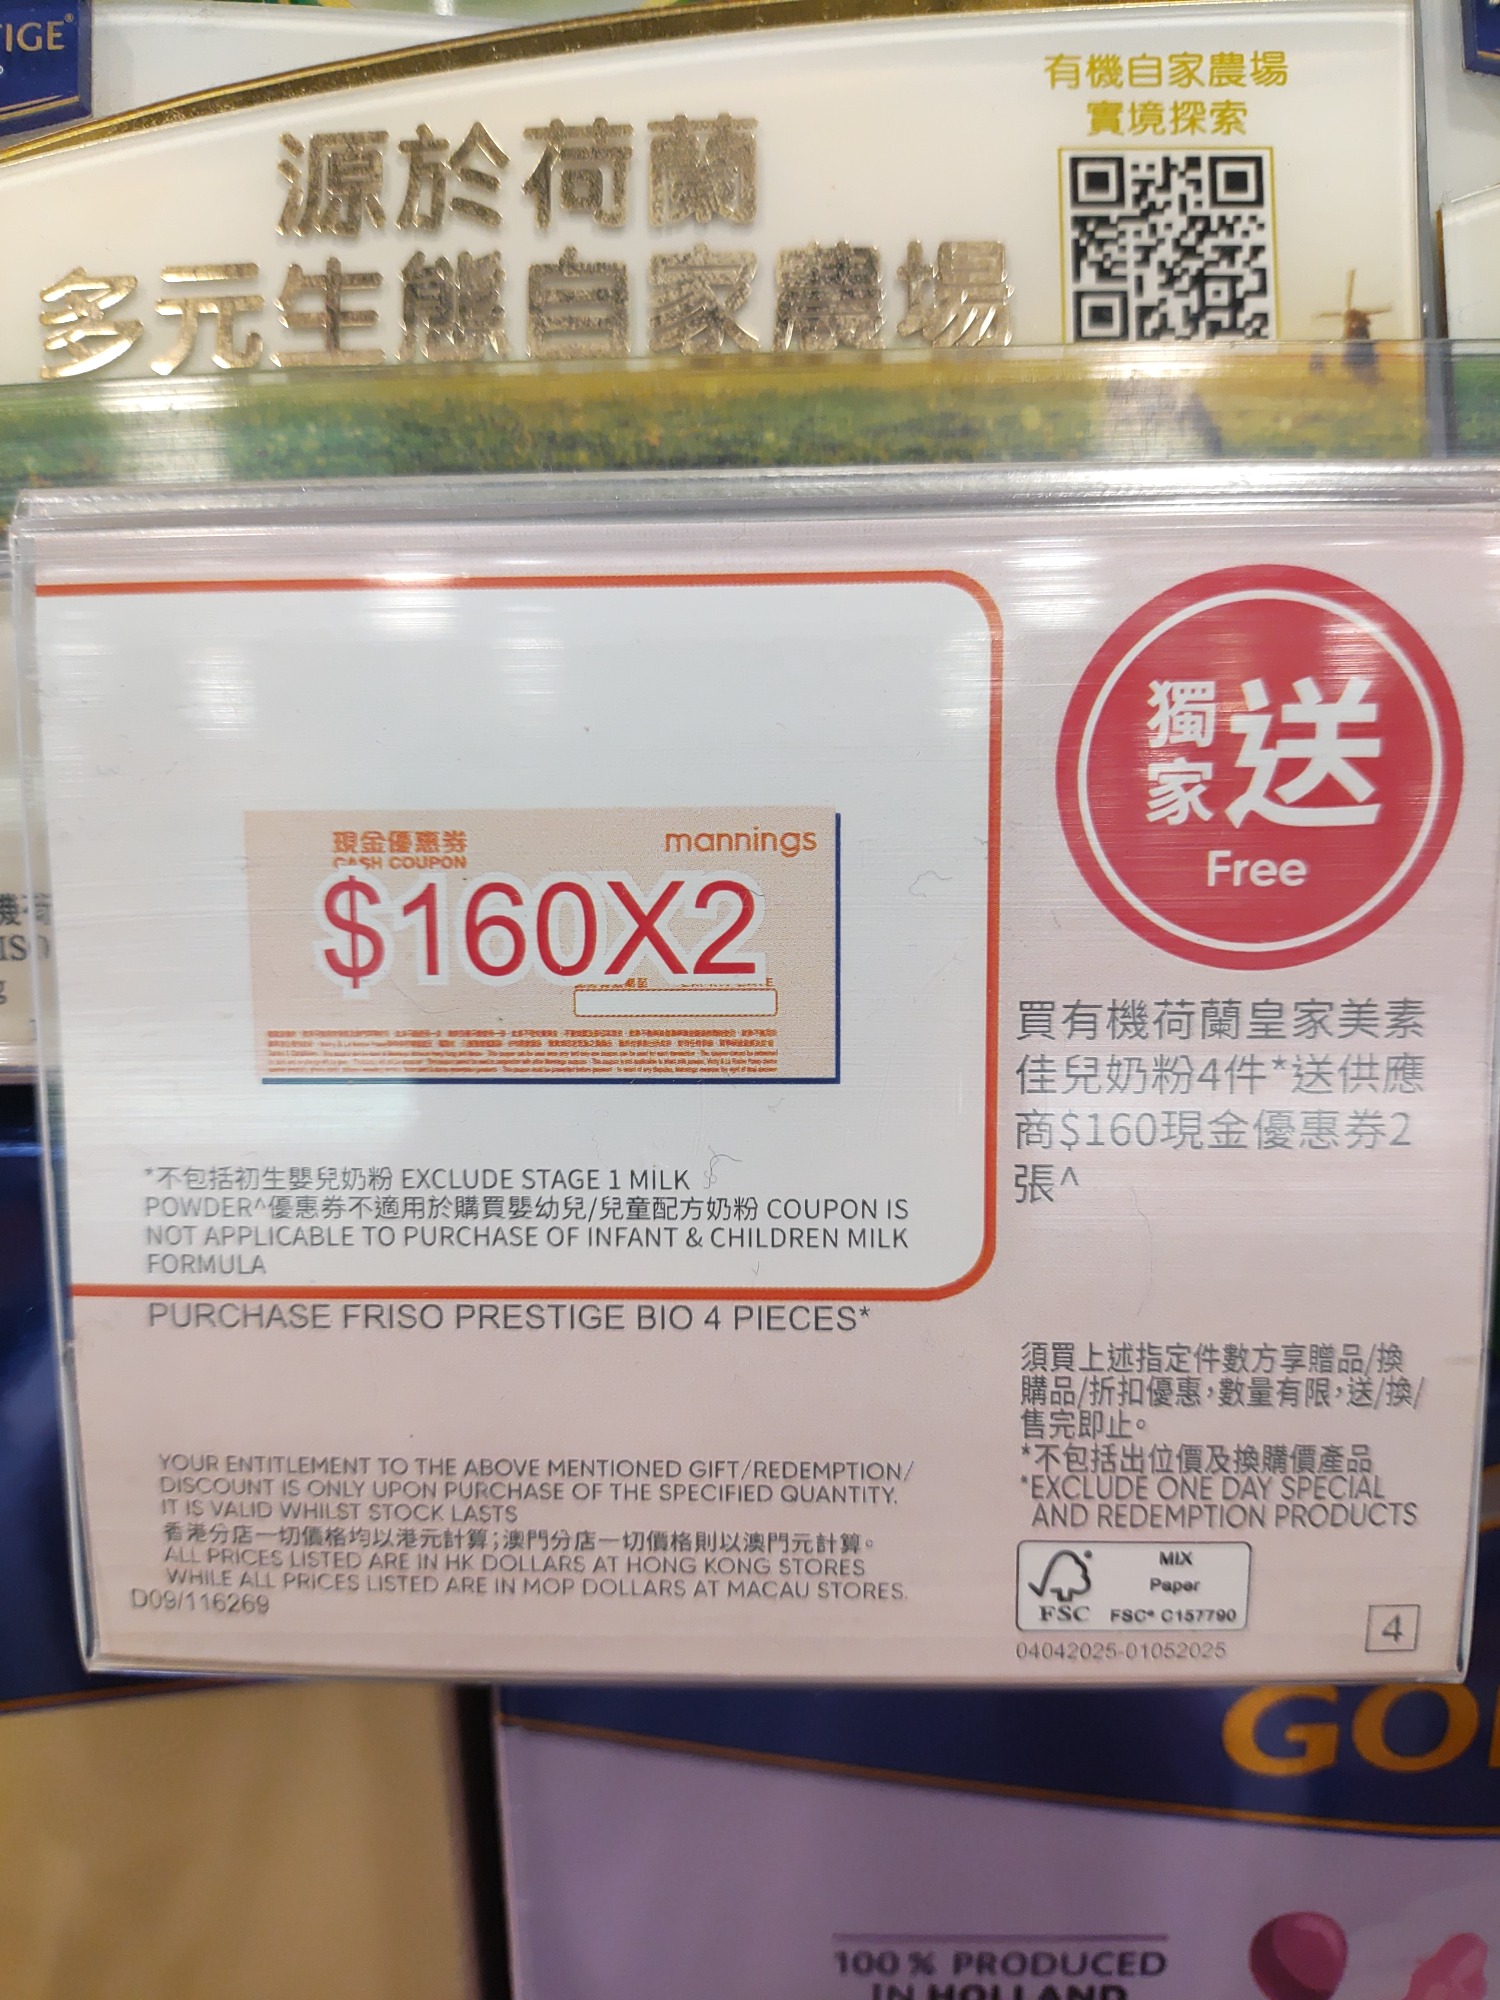 IGE®
有機自家農場
實境探索
源於荷蘭
多元生態自家農場
獨家送
Free
現金優惠券
CASH COUPON
mannings
$160X2
*不包括初生嬰兒奶粉 EXCLUDE STAGE 1 MILK
POWDER^優惠券不適用於購買嬰幼兒/兒童配方奶粉 COUPON IS
NOT APPLICABLE TO PURCHASE OF INFANT & CHILDREN MILK
FORMULA
PURCHASE FRISO PRESTIGE BIO 4 PIECES*
買有機荷蘭皇家美素
佳兒奶粉4件*送供應
商$160現金優惠券2
張^
須買上述指定件數方享贈品/換
購品/折扣優惠，數量有限，送/換/
售完即止。
*不包括出位價及換購價產品
*EXCLUDE ONE DAY SPECIAL
AND REDEMPTION PRODUCTS
YOUR ENTITLEMENT TO THE ABOVE MENTIONED GIFT/REDEMPTION/
DISCOUNT IS ONLY UPON PURCHASE OF THE SPECIFIED QUANTITY.
IT IS VALID WHILST STOCK LASTS
香港分店一切價格均以港元計算；澳門分店一切價格則以澳門元計算。
ALL PRICES LISTED ARE IN HK DOLLARS AT HONG KONG STORES
WHILE ALL PRICES LISTED ARE IN MOP DOLLARS AT MACAU STORES.
D09/116269
MIX
Paper
FSC FSC® C157790
04042025-01052025
4
GO
100% PRODUCED
IN HOLLAND